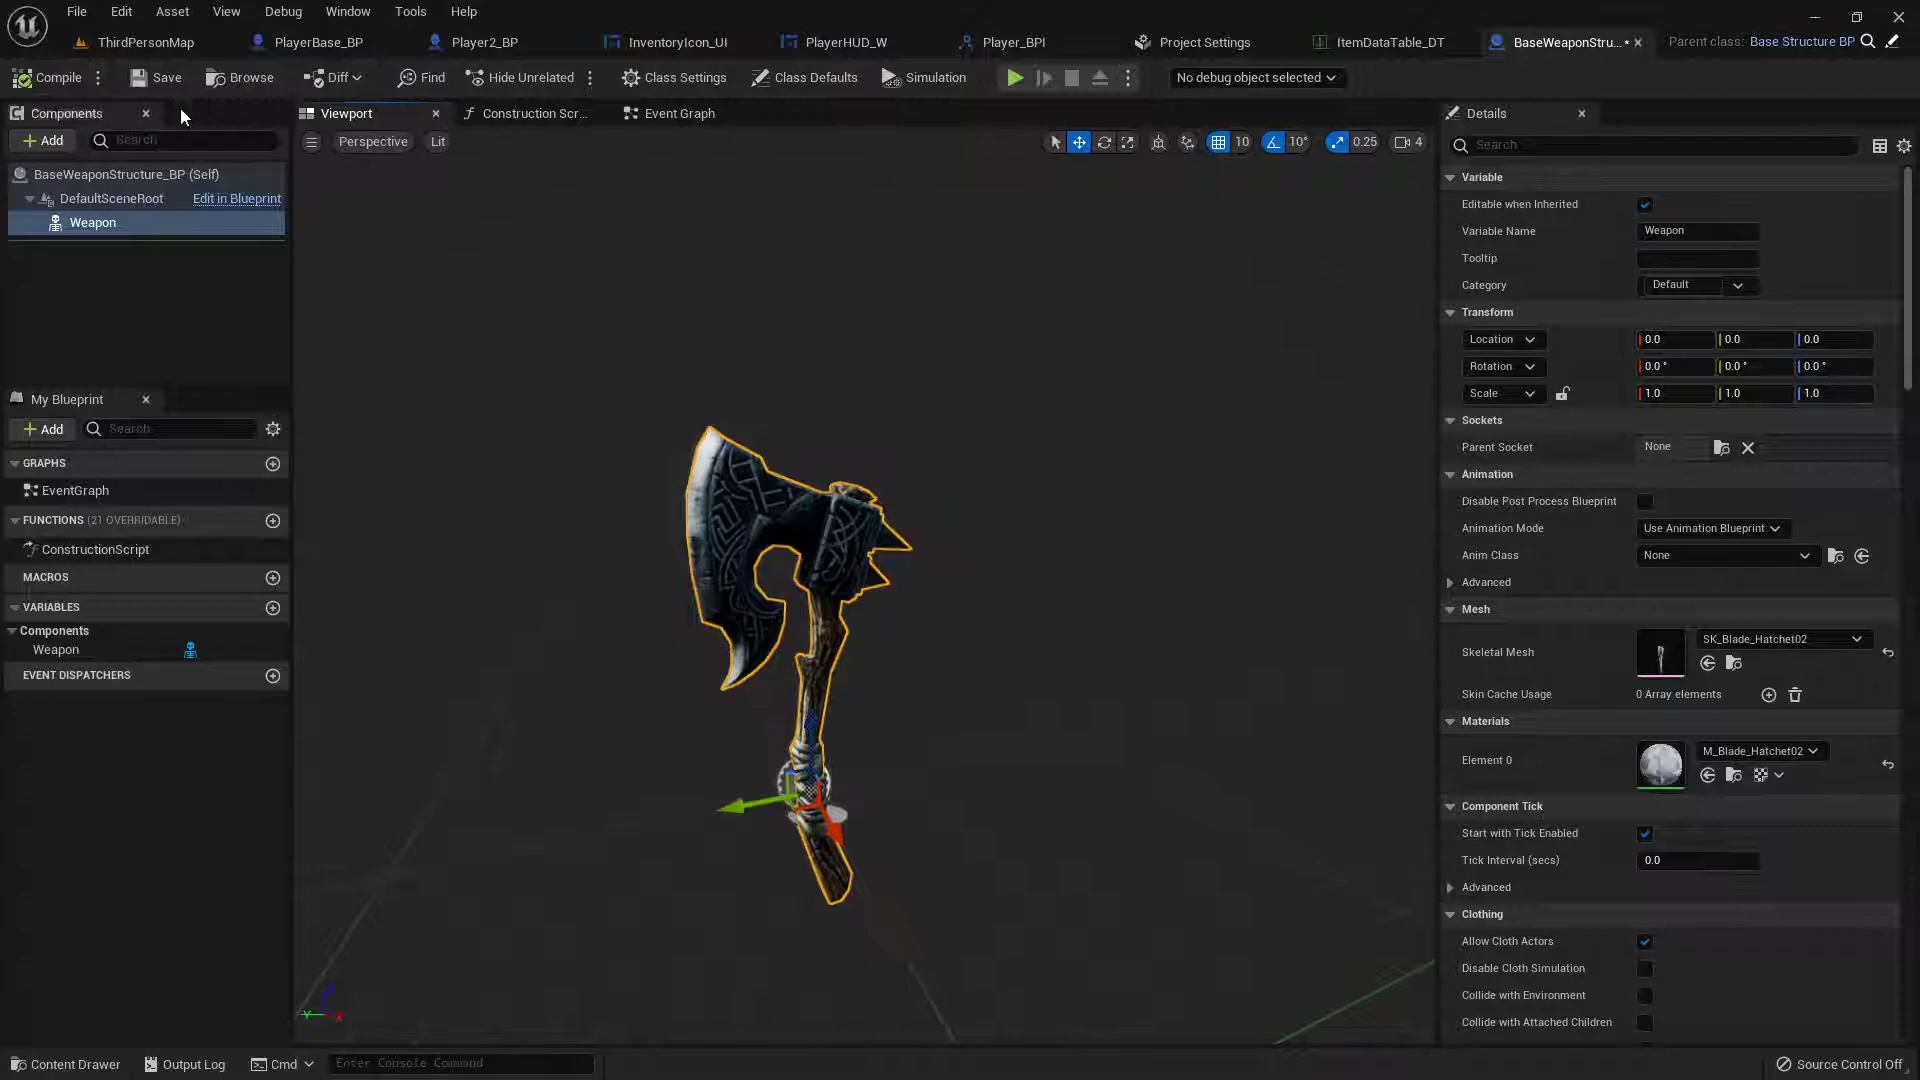 File Edit Asset View Debug Window Tools Help
ThirdPersonMap PlayerBase_BP Player2_BP InventoryIcon_UI PlayerHUD_W Player_BPI Project Settings ItemDataTable_DT BaseWeaponStru... • Parent class: Base Structure BP
Compile Save Browse Diff Find Hide Unrelated Class Settings Class Defaults Simulation No debug object selected
Components
Add Search
BaseWeaponStructure_BP (Self)
DefaultSceneRoot Edit in Blueprint
Weapon
My Blueprint
Add Search
GRAPHS
EventGraph
FUNCTIONS (21 OVERRIDABLE)
ConstructionScript
MACROS
VARIABLES
Components
Weapon
EVENT DISPATCHERS
Viewport Construction Scr... Event Graph
Perspective Lit 10 10° 0.25 4
Details
Search
Variable
Editable when Inherited
Variable Name Weapon
Tooltip
Category Default
Transform
Location 0.0 0.0 0.0
Rotation 0.0 ° 0.0 ° 0.0 °
Scale 1.0 1.0 1.0
Sockets
Parent Socket None
Animation
Disable Post Process Blueprint
Animation Mode Use Animation Blueprint
Anim Class None
Advanced
Mesh
Skeletal Mesh SK_Blade_Hatchet02
Skin Cache Usage 0 Array elements
Materials
Element 0 M_Blade_Hatchet02
Component Tick
Start with Tick Enabled
Tick Interval (secs) 0.0
Advanced
Clothing
Allow Cloth Actors
Disable Cloth Simulation
Collide with Environment
Collide with Attached Children
Content Drawer Output Log Cmd Enter Console Command Source Control Off